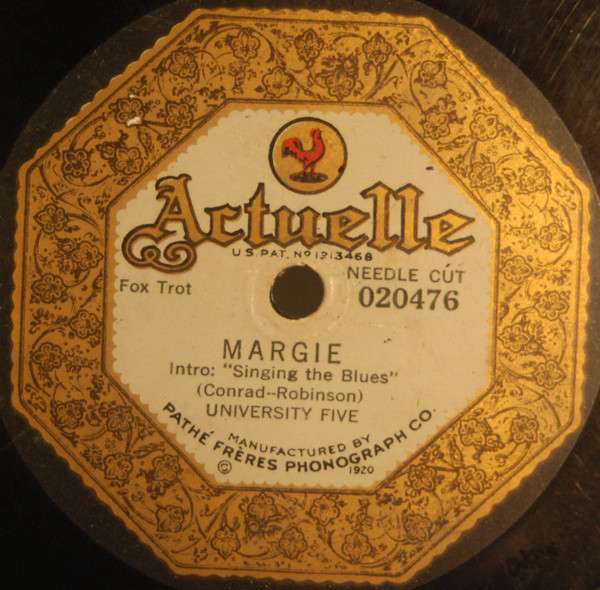 Actuelle
U.S. PAT. Nº 1213468
Fox Trot
NEEDLE CUT
020476
MARGIE
Intro: "Singing the Blues"
(Conrad--Robinson)
UNIVERSITY FIVE
MANUFACTURED BY
PATHÉ FRÈRES PHONOGRAPH CO.
© 1920